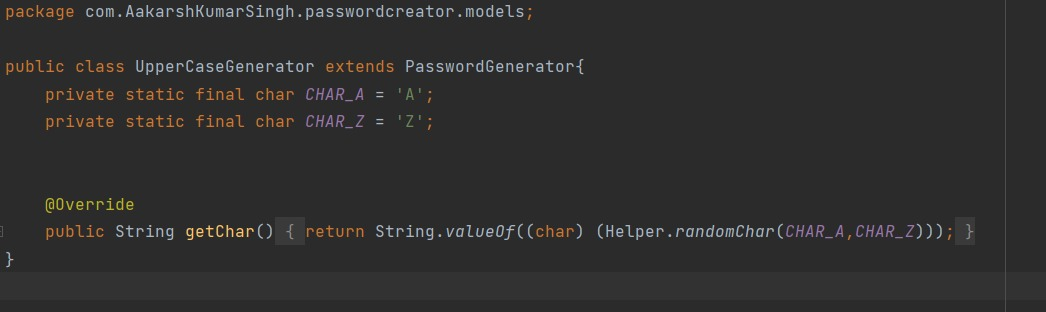 package com.AakarshKumarSingh.passwordcreator.models;
public class UpperCaseGenerator extends PasswordGenerator{
private static final char CHAR_A = 'A';
private static final char CHAR_Z = 'Z';
@Override
public String getChar() { return String.valueOf((char) (Helper.randomChar(CHAR_A,CHAR_Z))); }
}